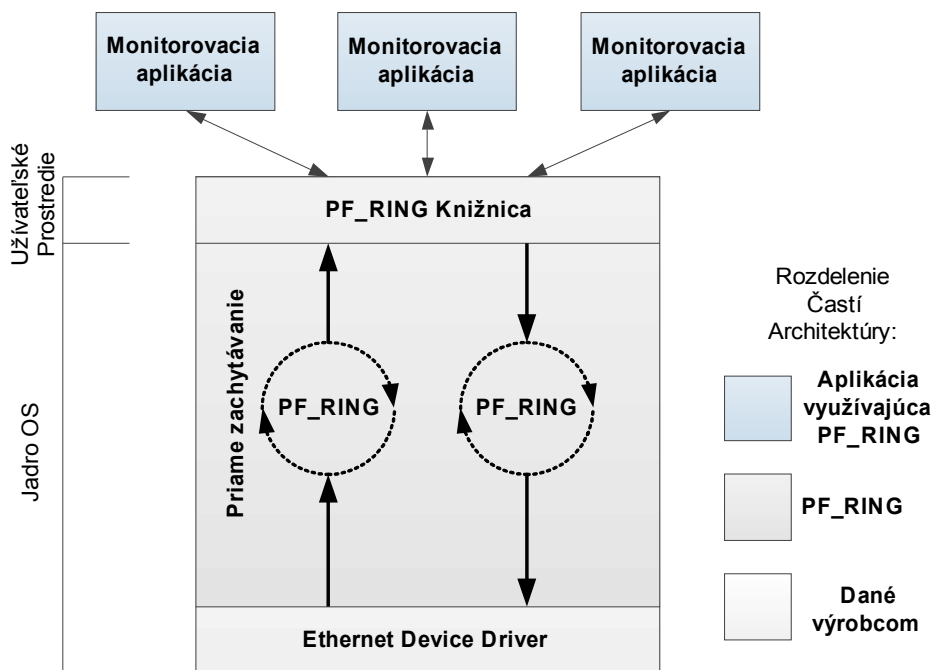 Monitorovacia
aplikácia
Monitorovacia
aplikácia
Monitorovacia
aplikácia
Užívateľské
Prostredie
PF_RING Knižnica
Jadro OS
Priame zachytávanie
PF_RING
PF_RING
Ethernet Device Driver
Rozdelenie
Častí
Architektúry:
Aplikácia
využívajúca
PF_RING
PF_RING
Dané
výrobcom